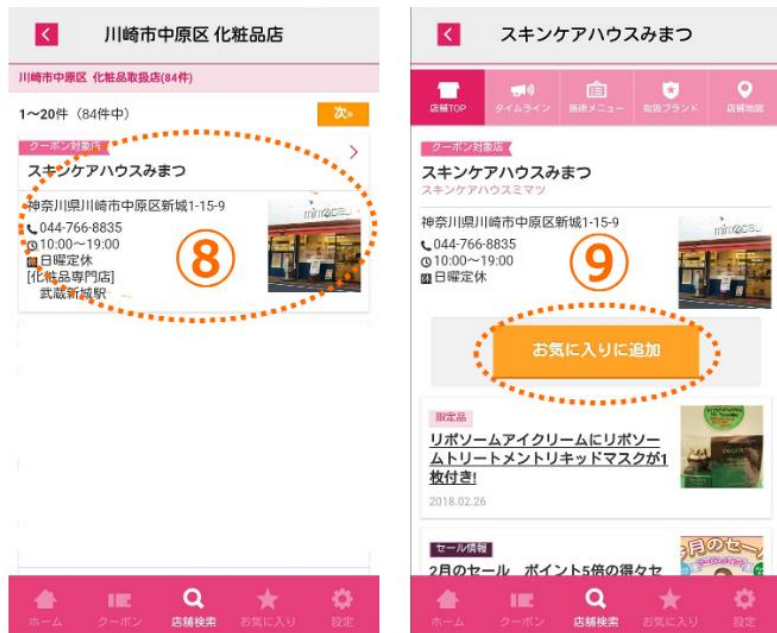 川崎市中原区 化粧品店
川崎市中原区 化粧品取扱店(84件)
1〜20件（84件中）
次»
クーポン対象店
スキンケアハウスみまつ
神奈川県川崎市中原区新城1-15-9
044-766-8835
10:00〜19:00
日曜定休
[化粧品専門店]
武蔵新城駅
⑧
ホーム
クーポン
店舗検索
お気に入り
設定
スキンケアハウスみまつ
店舗TOP
タイムライン
施術メニュー
取扱ブランド
店舗地図
クーポン対象店
スキンケアハウスみまつ
スキンケアハウスミマツ
神奈川県川崎市中原区新城1-15-9
044-766-8835
10:00〜19:00
日曜定休
⑨
お気に入りに追加
限定品
リポソームアイクリームにリポソー
ムトリートメントリキッドマスクが1
枚付き!
2018.02.26
セール情報
2月のセール　ポイント5倍の得々セ
月のセール
ホーム
クーポン
店舗検索
お気に入り
設定